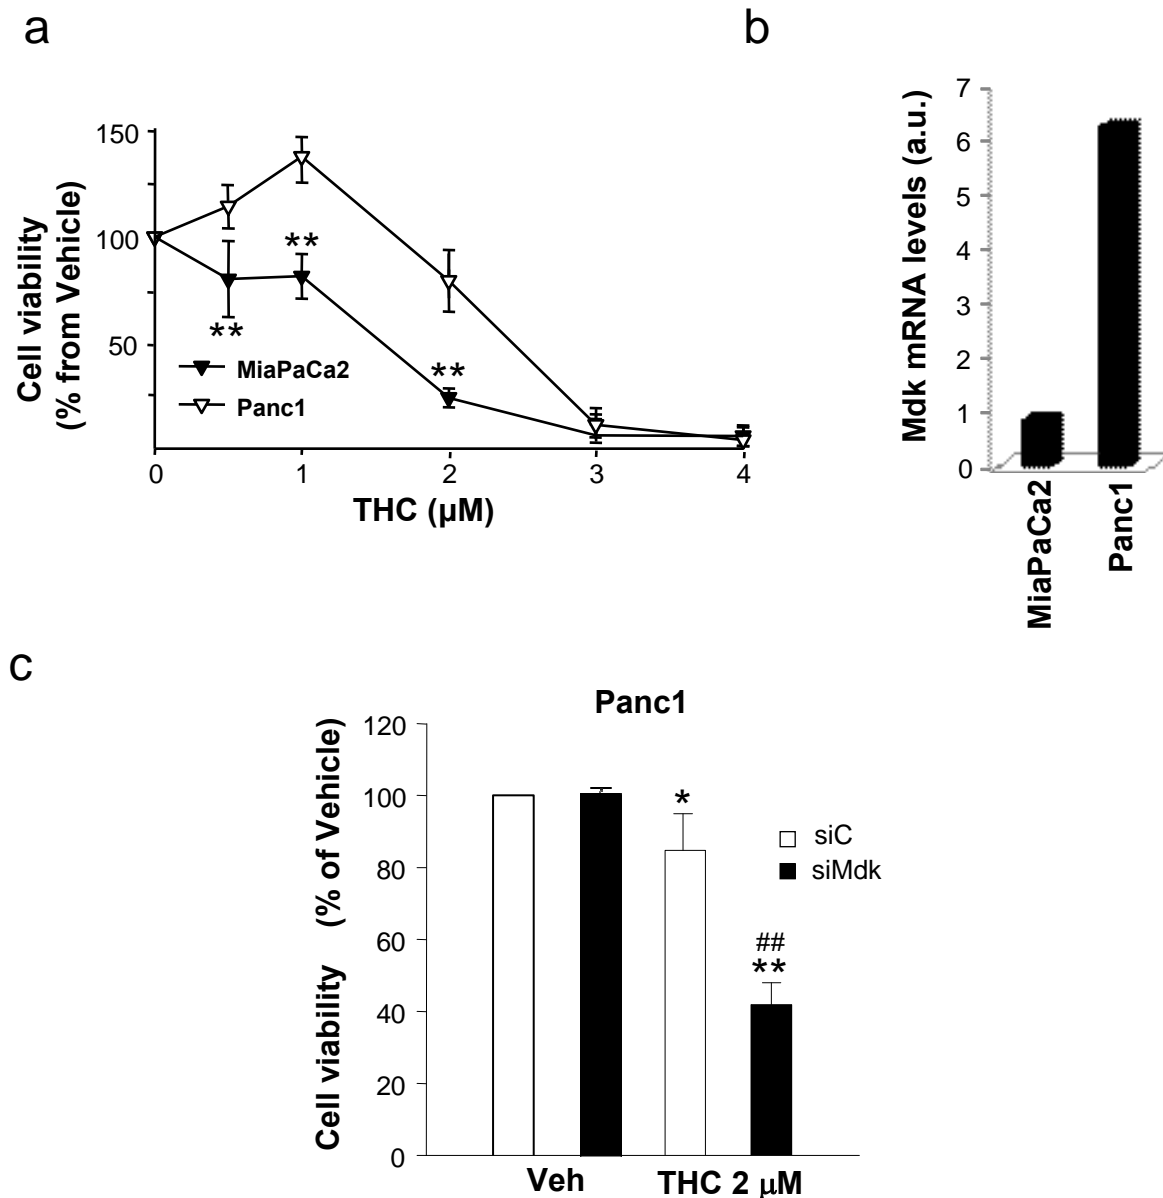 a
Cell viability
(% from Vehicle)
150
100
50
**
**
**
MiaPaCa2
Panc1
0
1
2
3
4
THC (µM)
b
Mdk mRNA levels (a.u.)
7
6
5
4
3
2
1
0
MiaPaCa2
Panc1
c
Panc1
Cell viability (% of Vehicle)
120
100
80
60
40
20
0
*
##
**
siC
siMdk
Veh
THC 2 µM